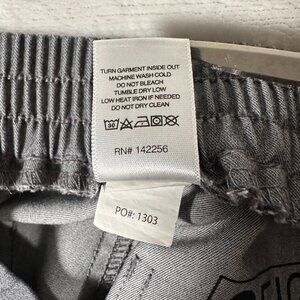 TURN GARMENT INSIDE OUT
MACHINE WASH COLD
DO NOT BLEACH
TUMBLE DRY LOW
LOW HEAT IRON IF NEEDED
DO NOT DRY CLEAN
30
RN# 142256
PO#: 1303